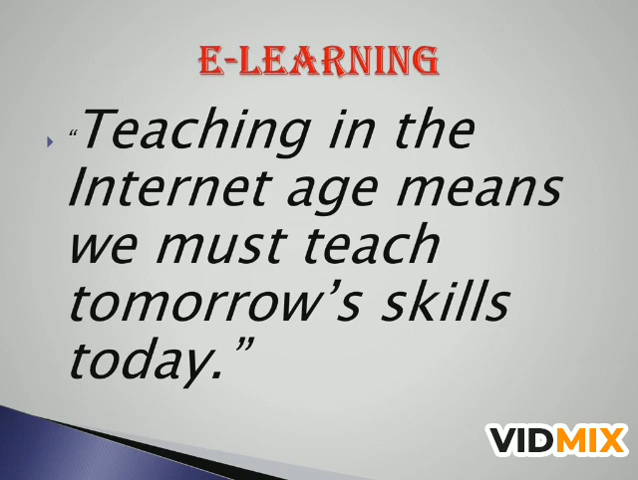 E-LEARNING
“Teaching in the
Internet age means
we must teach
tomorrow’s skills
today.”
VIDMIX